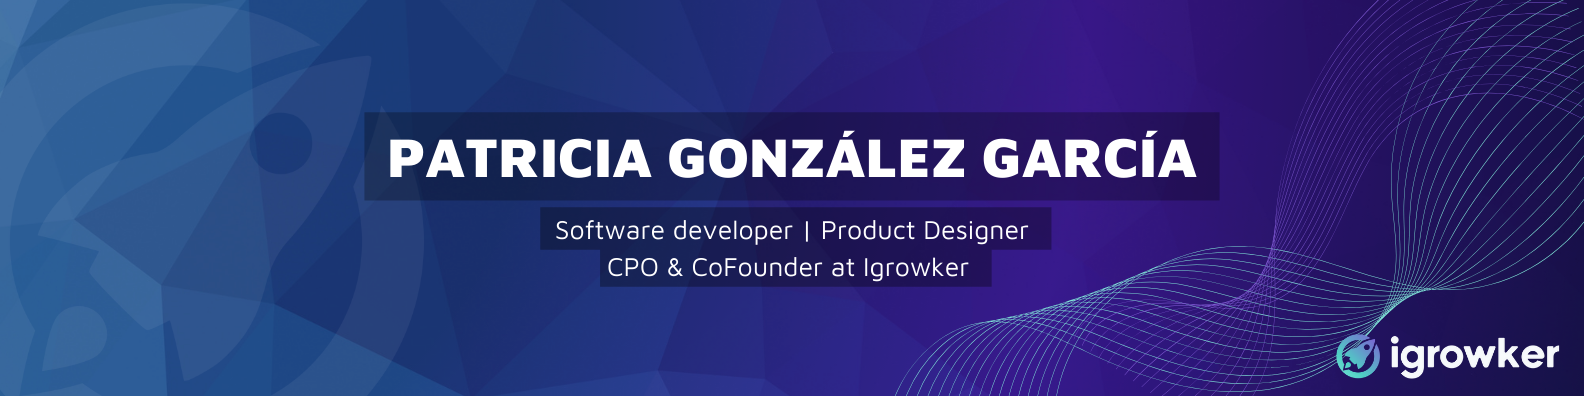 PATRICIA GONZÁLEZ GARCÍA
Software developer | Product Designer
CPO & CoFounder at Igrowker
igrowker